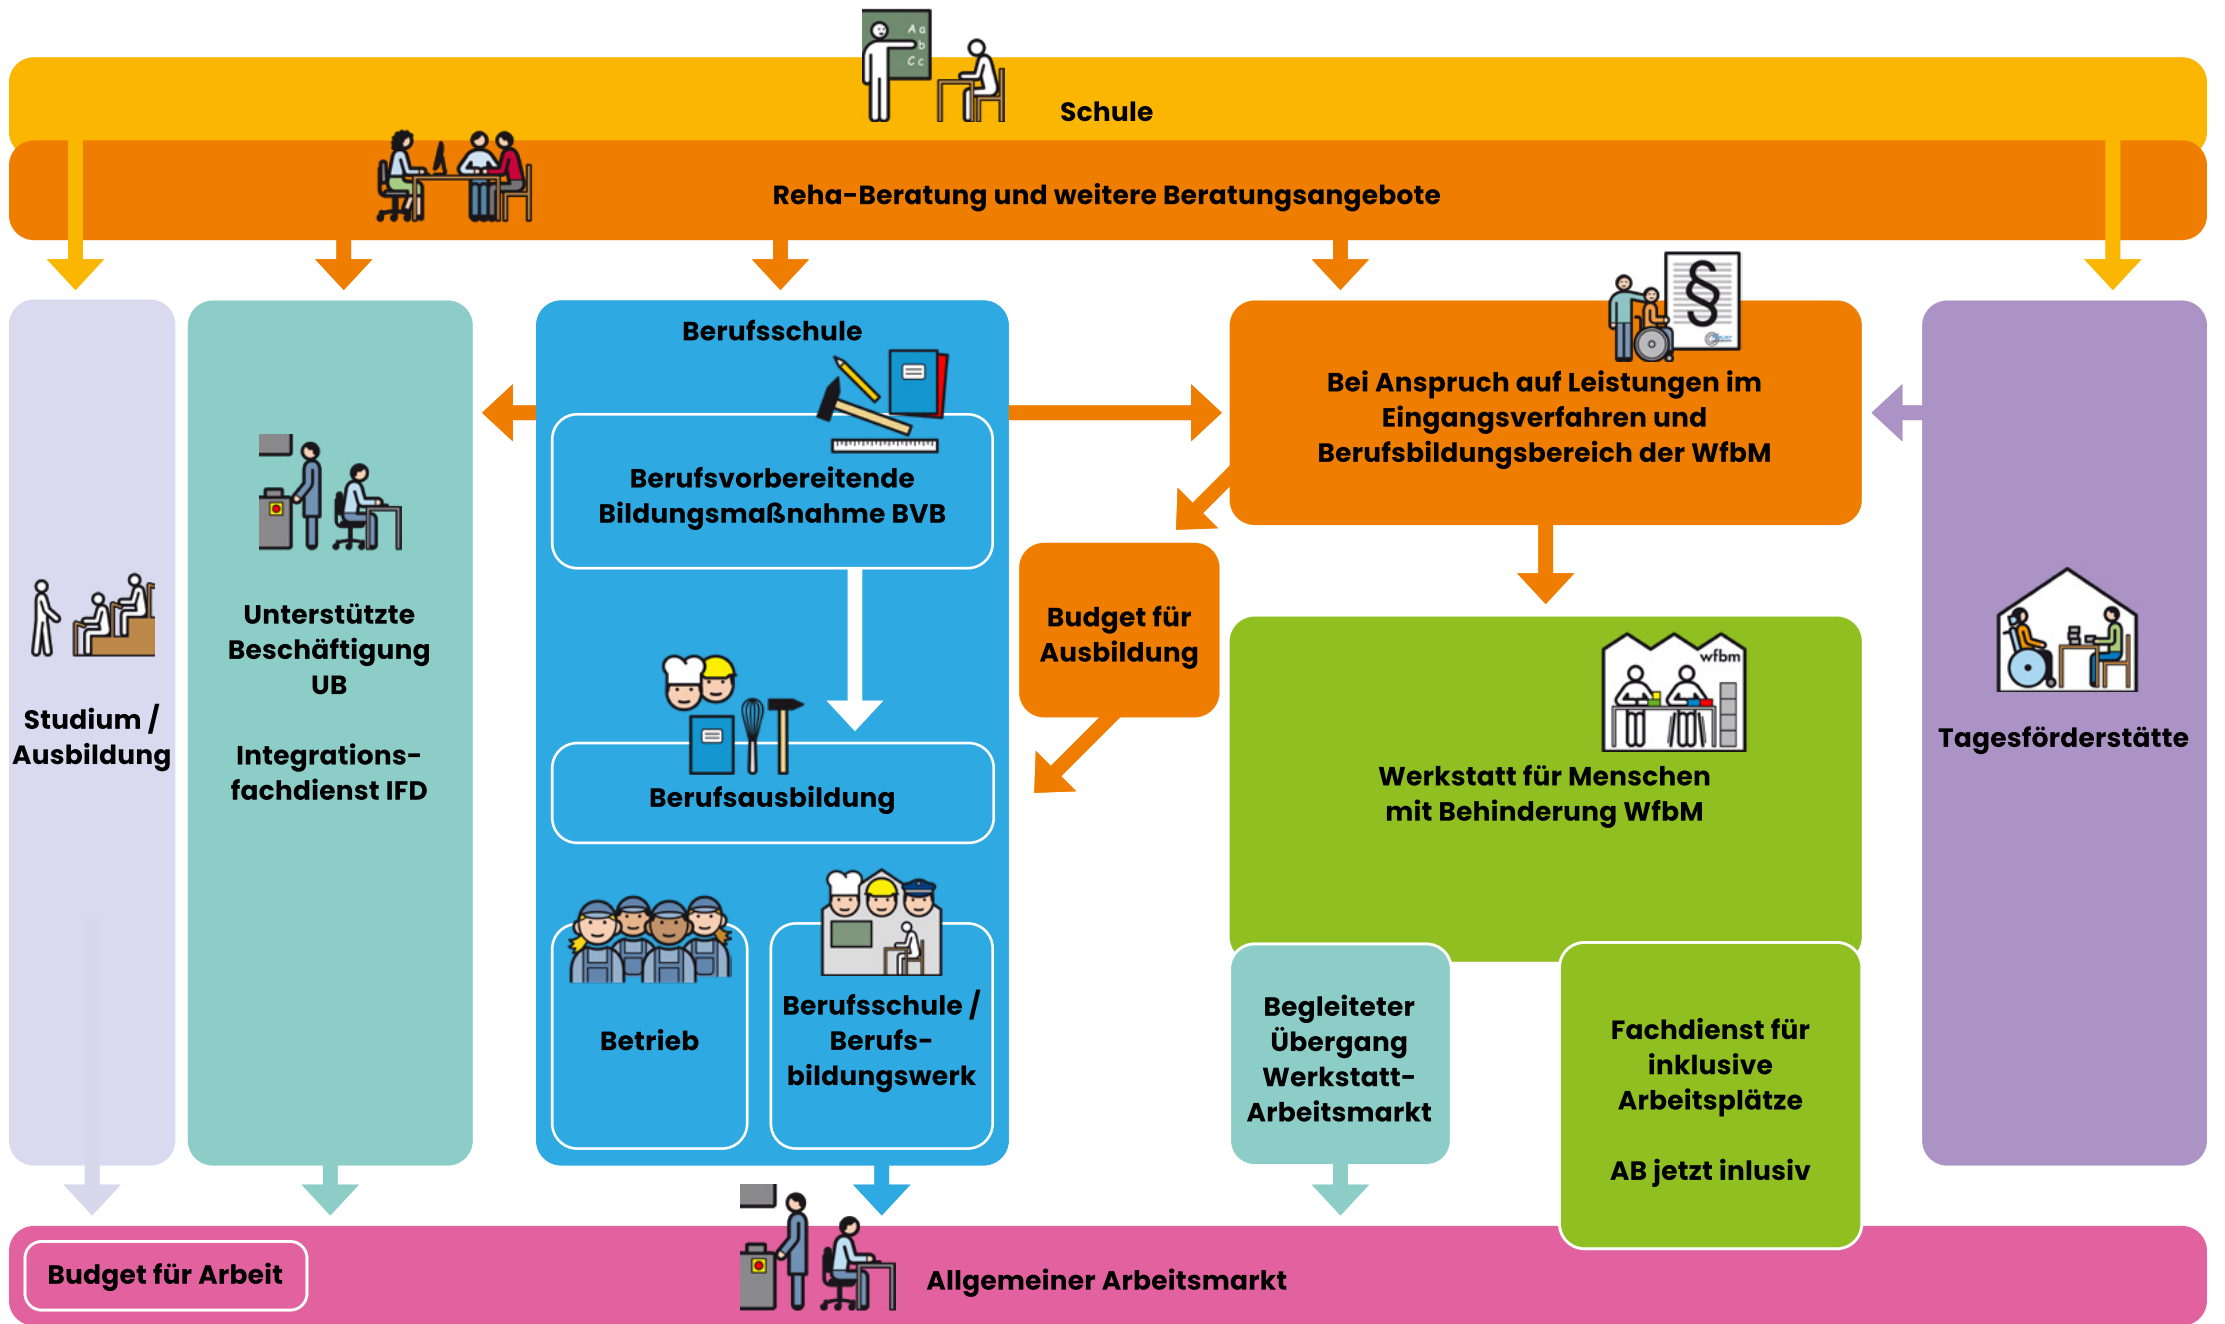 A a
b
C c
Schule
Reha-Beratung und weitere Beratungsangebote
§
Berufsschule
Bei Anspruch auf Leistungen im
Eingangsverfahren und
Berufsbildungsbereich der WfbM
Berufsvorbereitende
Bildungsmaßnahme BVB
Unterstützte
Beschäftigung
UB
Integrations-
fachdienst IFD
Budget für
Ausbildung
wfbm
Studium /
Ausbildung
Tagesförderstätte
Berufsausbildung
Werkstatt für Menschen
mit Behinderung WfbM
Betrieb
Berufsschule /
Berufs-
bildungswerk
Begleiteter
Übergang
Werkstatt-
Arbeitsmarkt
Fachdienst für
inklusive
Arbeitsplätze
AB jetzt inlusiv
Budget für Arbeit
Allgemeiner Arbeitsmarkt